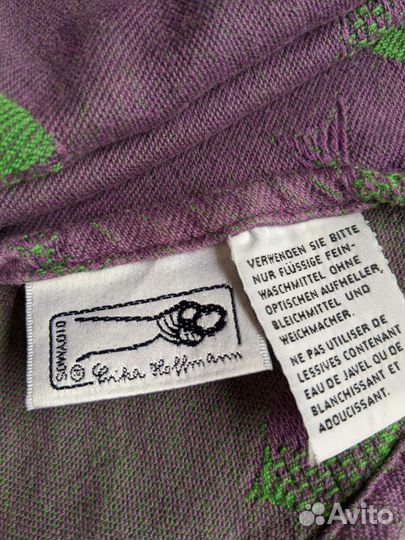 DIDYMOS
® Erika Hoffmann
VERWENDEN SIE BITTE
NUR FLÜSSIGE FEIN-
WASCHMITTEL OHNE
OPTISCHEN AUFHELLER,
BLEICHMITTEL UND
WEICHMACHER.
NE PAS UTILISER DE
LESSIVES CONTENANT
EAU DE JAVEL OU DE
BLANCHISSANT ET
ADOUCISSANT.
Avito